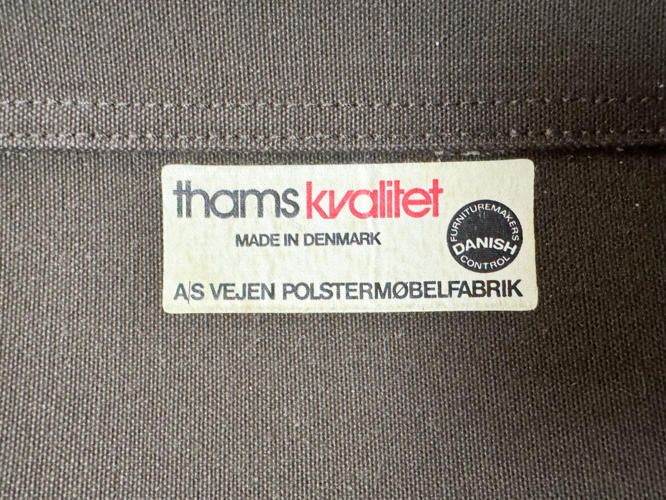 thams kvalitet
MADE IN DENMARK
FURNITUREMAKERS
DANISH
CONTROL
A/S VEJEN POLSTERMØBELFABRIK